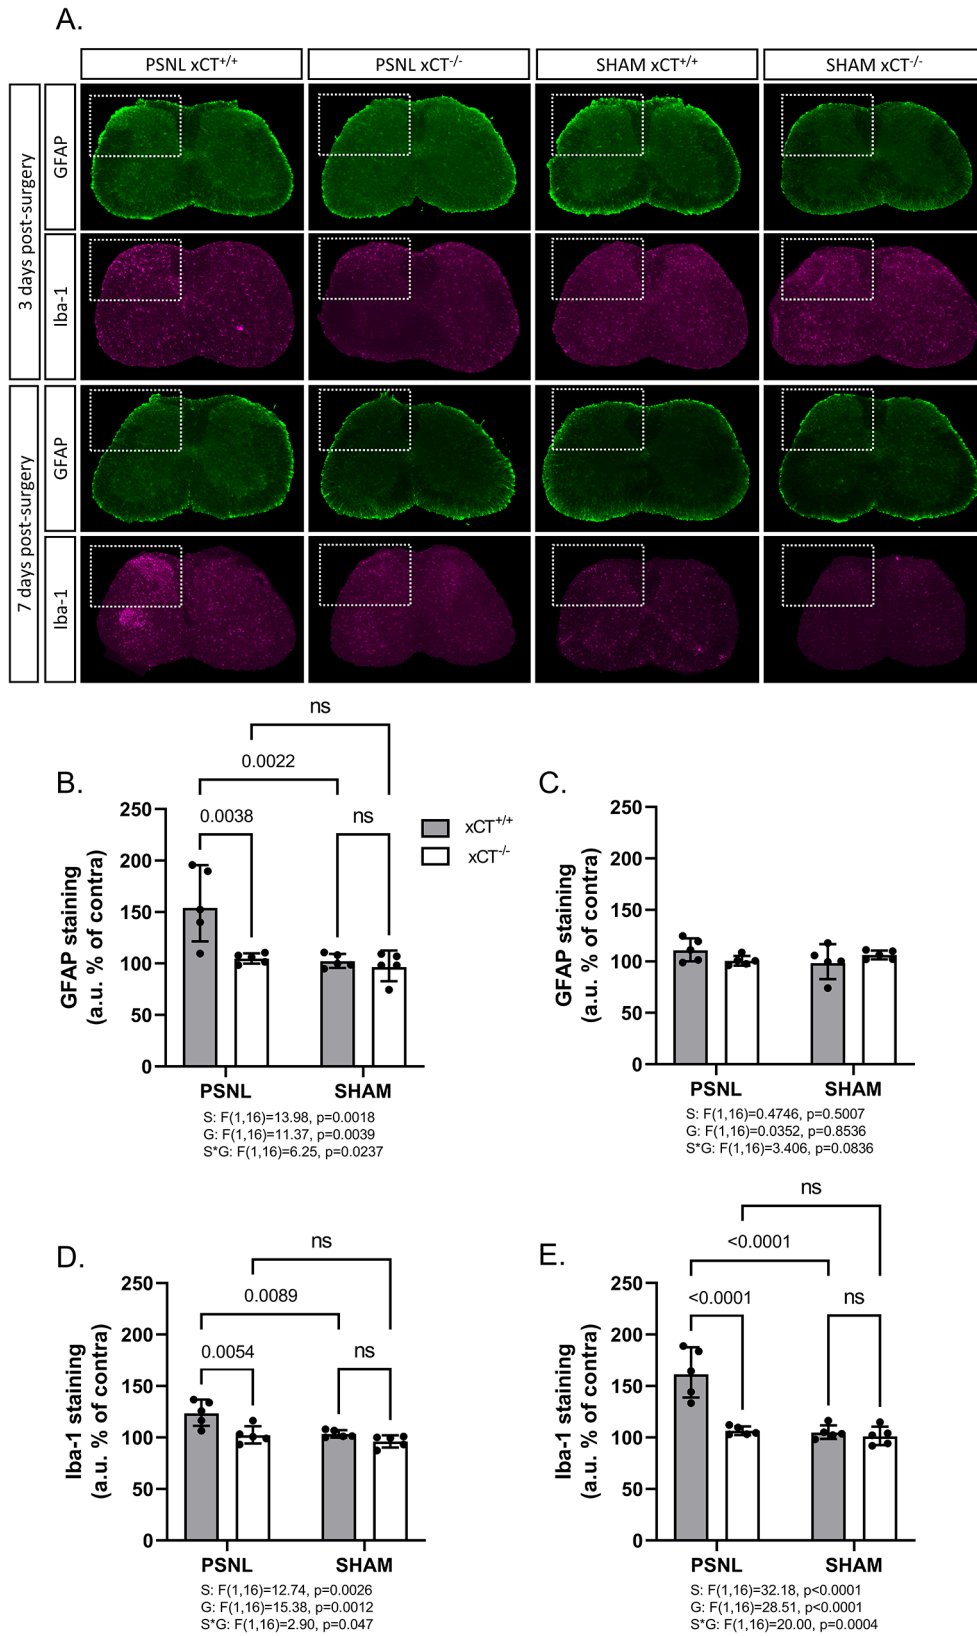 A.
PSNL xCT+/+ PSNL xCT-/- SHAM xCT+/+ SHAM xCT-/-
3 days post-surgery
GFAP
Iba-1
7 days post-surgery
GFAP
Iba-1
B.
ns
0.0022
0.0038
ns
xCT+/+
xCT-/-
GFAP staining
(a.u. % of contra)
250
200
150
100
50
0
PSNL SHAM
S: F(1,16)=13.98, p=0.0018
G: F(1,16)=11.37, p=0.0039
S*G: F(1,16)=6.25, p=0.0237
C.
GFAP staining
(a.u. % of contra)
250
200
150
100
50
0
PSNL SHAM
S: F(1,16)=0.4746, p=0.5007
G: F(1,16)=0.0352, p=0.8536
S*G: F(1,16)=3.406, p=0.0836
D.
ns
0.0089
0.0054
ns
Iba-1 staining
(a.u. % of contra)
250
200
150
100
50
0
PSNL SHAM
S: F(1,16)=12.74, p=0.0026
G: F(1,16)=15.38, p=0.0012
S*G: F(1,16)=2.90, p=0.047
E.
ns
<0.0001
<0.0001
ns
Iba-1 staining
(a.u. % of contra)
250
200
150
100
50
0
PSNL SHAM
S: F(1,16)=32.18, p<0.0001
G: F(1,16)=28.51, p<0.0001
S*G: F(1,16)=20.00, p=0.0004